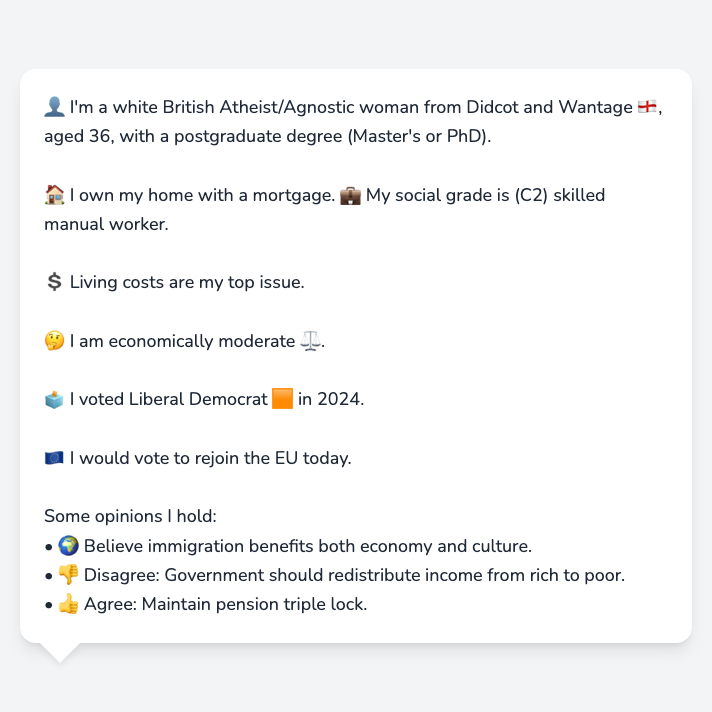 👤 I'm a white British Atheist/Agnostic woman from Didcot and Wantage 🏴󠁧󠁢󠁥󠁮󠁧󠁿,
aged 36, with a postgraduate degree (Master's or PhD).
🏠 I own my home with a mortgage. 💼 My social grade is (C2) skilled
manual worker.
💲 Living costs are my top issue.
🤔 I am economically moderate ⚖️.
🗳️ I voted Liberal Democrat 🟧 in 2024.
🇪🇺 I would vote to rejoin the EU today.
Some opinions I hold:
• 🌍 Believe immigration benefits both economy and culture.
• 👎 Disagree: Government should redistribute income from rich to poor.
• 👍 Agree: Maintain pension triple lock.